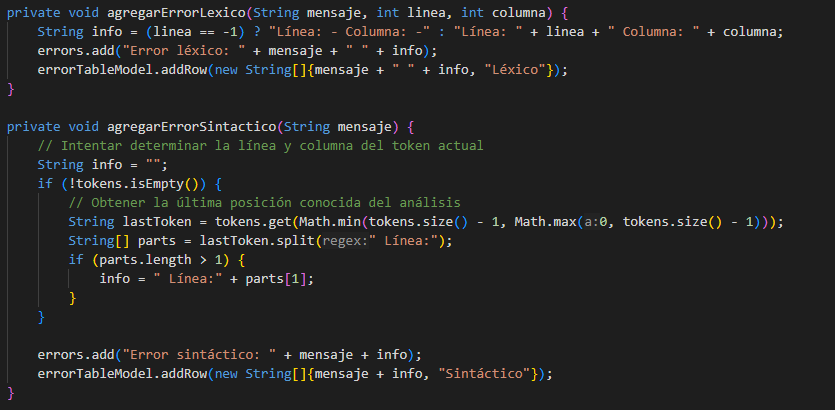 private void agregarErrorLexico(String mensaje, int linea, int columna) {
    String info = (linea == -1) ? "Línea: - Columna: -" : "Línea: " + linea + " Columna: " + columna;
    errors.add("Error léxico: " + mensaje + " " + info);
    errorTableModel.addRow(new String[]{mensaje + " " + info, "Léxico"});
}

private void agregarErrorSintactico(String mensaje) {
    // Intentar determinar la línea y columna del token actual
    String info = "";
    if (!tokens.isEmpty()) {
        // Obtener la última posición conocida del análisis
        String lastToken = tokens.get(Math.min(tokens.size() - 1, Math.max(a:0, tokens.size() - 1)));
        String[] parts = lastToken.split(regex:" Línea:");
        if (parts.length > 1) {
            info = " Línea:" + parts[1];
        }
    }

    errors.add("Error sintáctico: " + mensaje + info);
    errorTableModel.addRow(new String[]{mensaje + info, "Sintáctico"});
}